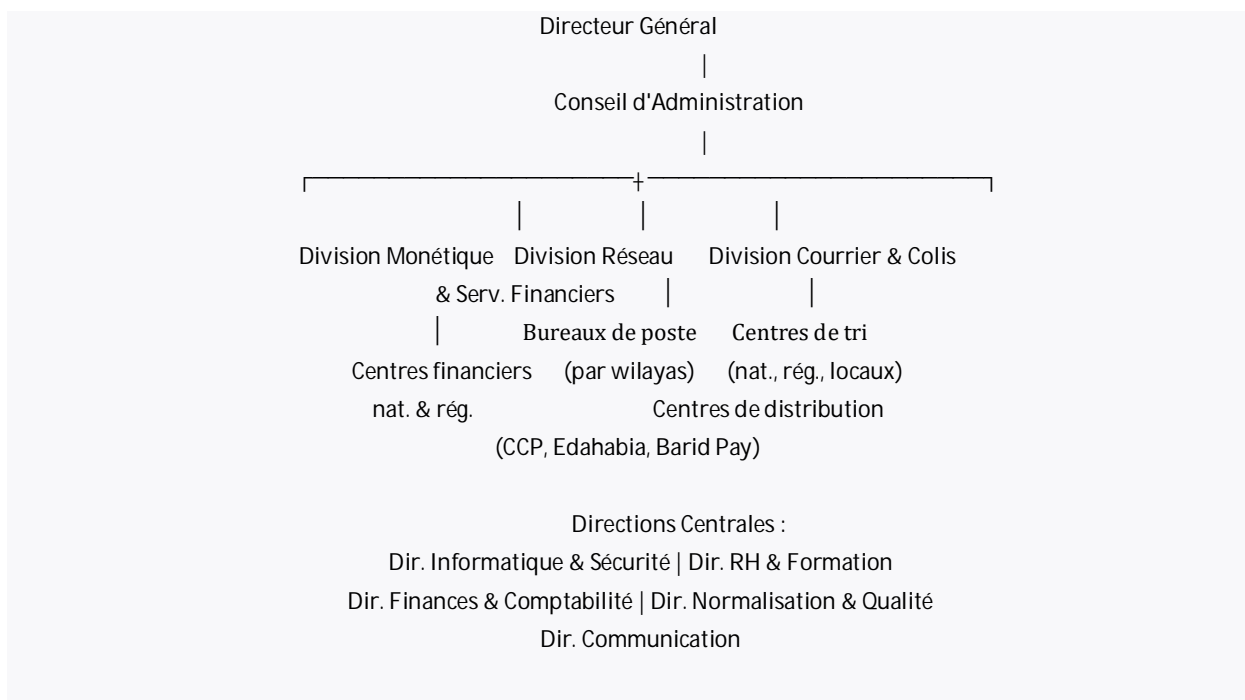 Directeur Général
Conseil d'Administration
Division Monétique Division Réseau Division Courrier & Colis
& Serv. Financiers
Bureaux de poste Centres de tri
Centres financiers (par wilayas) (nat., rég., locaux)
nat. & rég. Centres de distribution
(CCP, Edahabia, Barid Pay)
Directions Centrales :
Dir. Informatique & Sécurité | Dir. RH & Formation
Dir. Finances & Comptabilité | Dir. Normalisation & Qualité
Dir. Communication